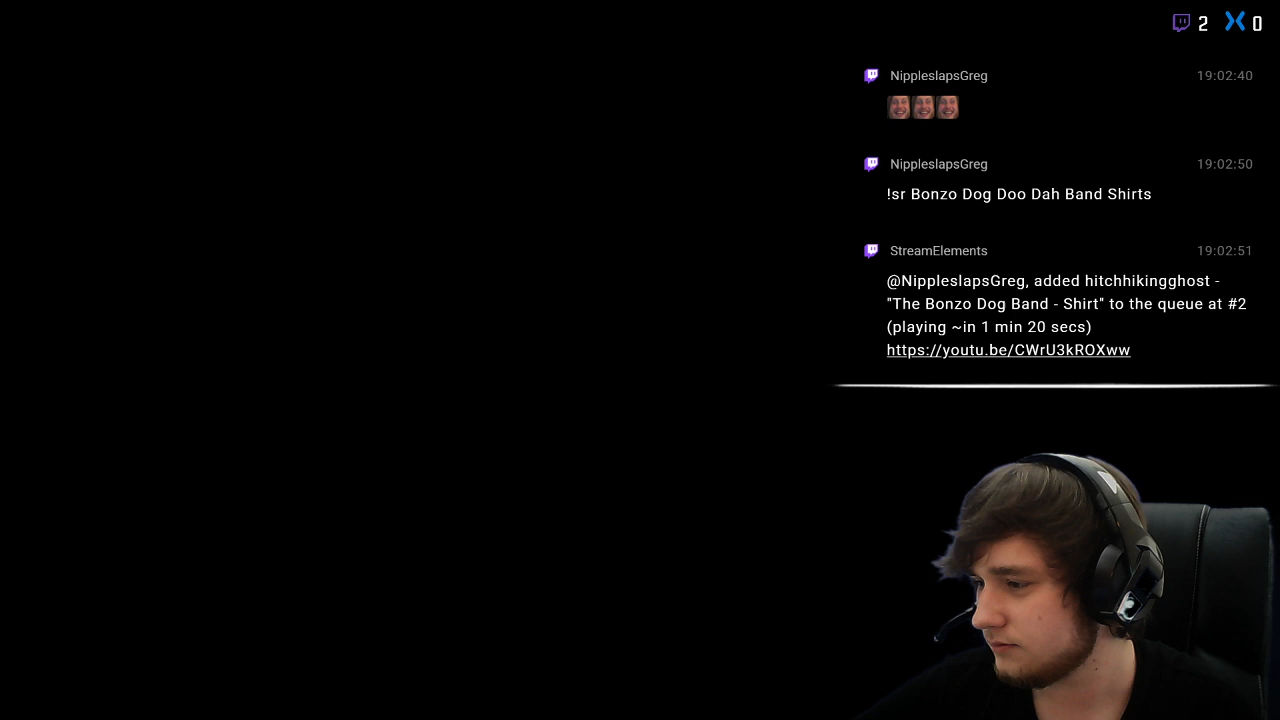 2 0
NippleslapsGreg 19:02:40
NippleslapsGreg 19:02:50
!sr Bonzo Dog Doo Dah Band Shirts
StreamElements 19:02:51
@NippleslapsGreg, added hitchhikingghost -
"The Bonzo Dog Band - Shirt" to the queue at #2
(playing ~in 1 min 20 secs)
https://youtu.be/CWrU3kROXww